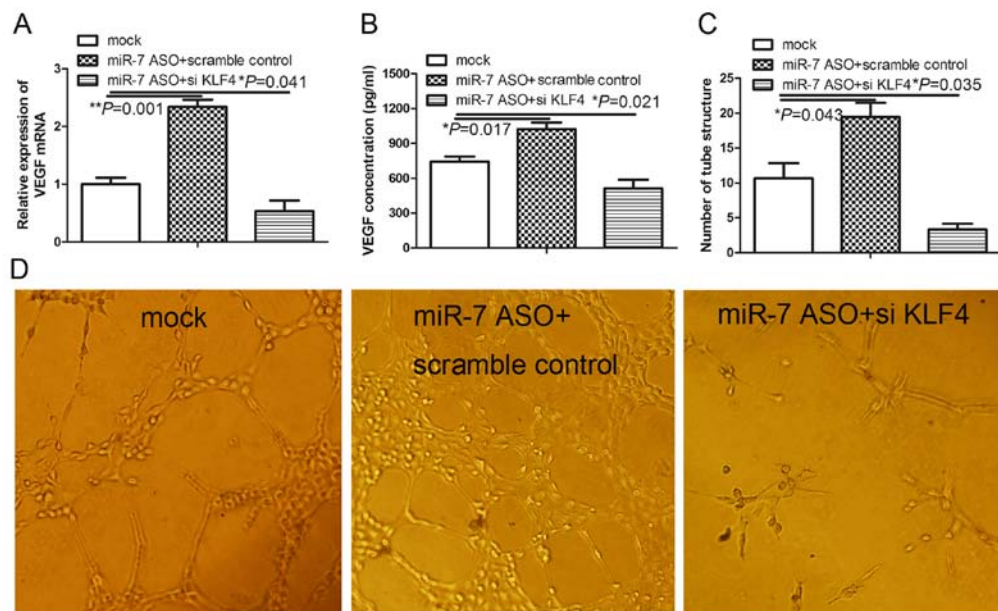 A
mock
miR-7 ASO+scramble control
miR-7 ASO+si KLF4 *P=0.041
**P=0.001
Relative expression of
VEGF mRNA
3
2
1
0
B
mock
miR-7 ASO+scramble control
miR-7 ASO+si KLF4 *P=0.021
*P=0.017
VEGF concentration (pg/ml)
1500
1200
900
600
300
0
C
mock
miR-7 ASO+scramble control
miR-7 ASO+si KLF4 *P=0.035
*P=0.043
Number of tube structure
25
20
15
10
5
0
D
mock
miR-7 ASO+
scramble control
miR-7 ASO+si KLF4